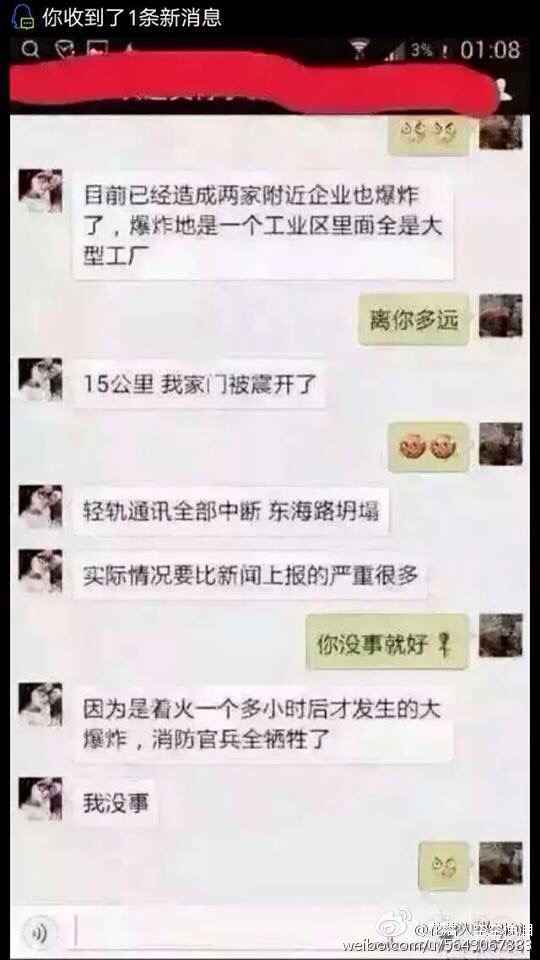 你收到了1条新消息
3% 01:08
目前已经造成两家附近企业也爆炸
了，爆炸地是一个工业区里面全是大
型工厂
离你多远
15公里 我家门被震开了
轻轨通讯全部中断 东海路坍塌
实际情况要比新闻上报的严重很多
你没事就好
因为是着火一个多小时后才发生的大
爆炸，消防官兵全牺牲了
我没事
weibo.com/u/5643067383